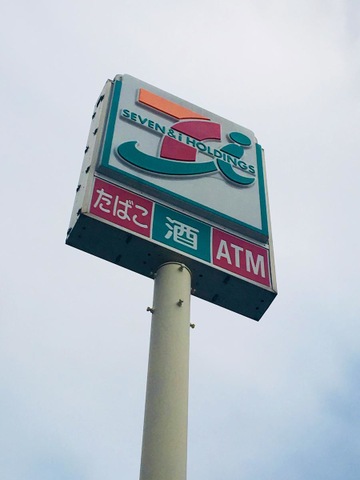 SEVEN & i HOLDINGS
たばこ
酒
ATM